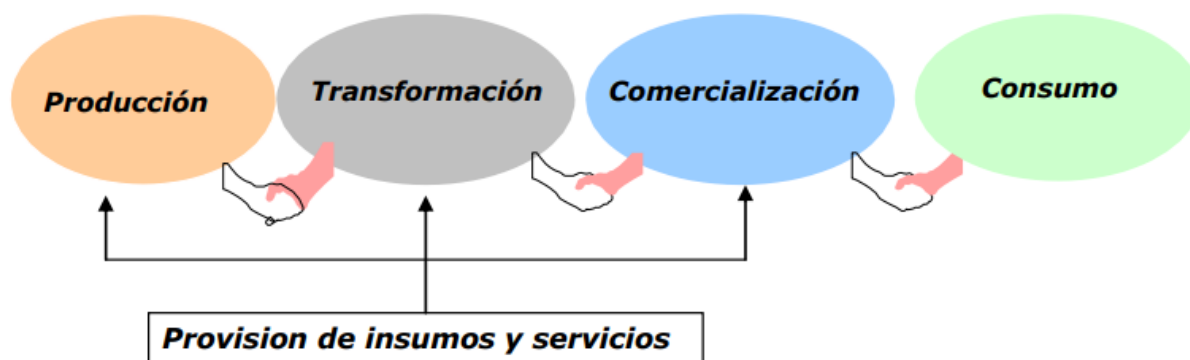 Producción
Transformación
Comercialización
Consumo
Provision de insumos y servicios